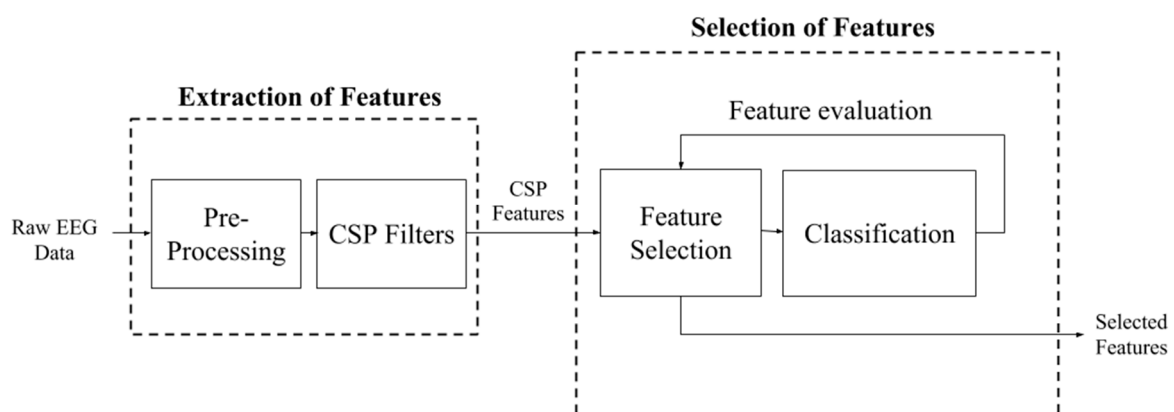 Selection of Features
Extraction of Features
Feature evaluation
Raw EEG
Data
Pre-
Processing
CSP Filters
CSP
Features
Feature
Selection
Classification
Selected
Features